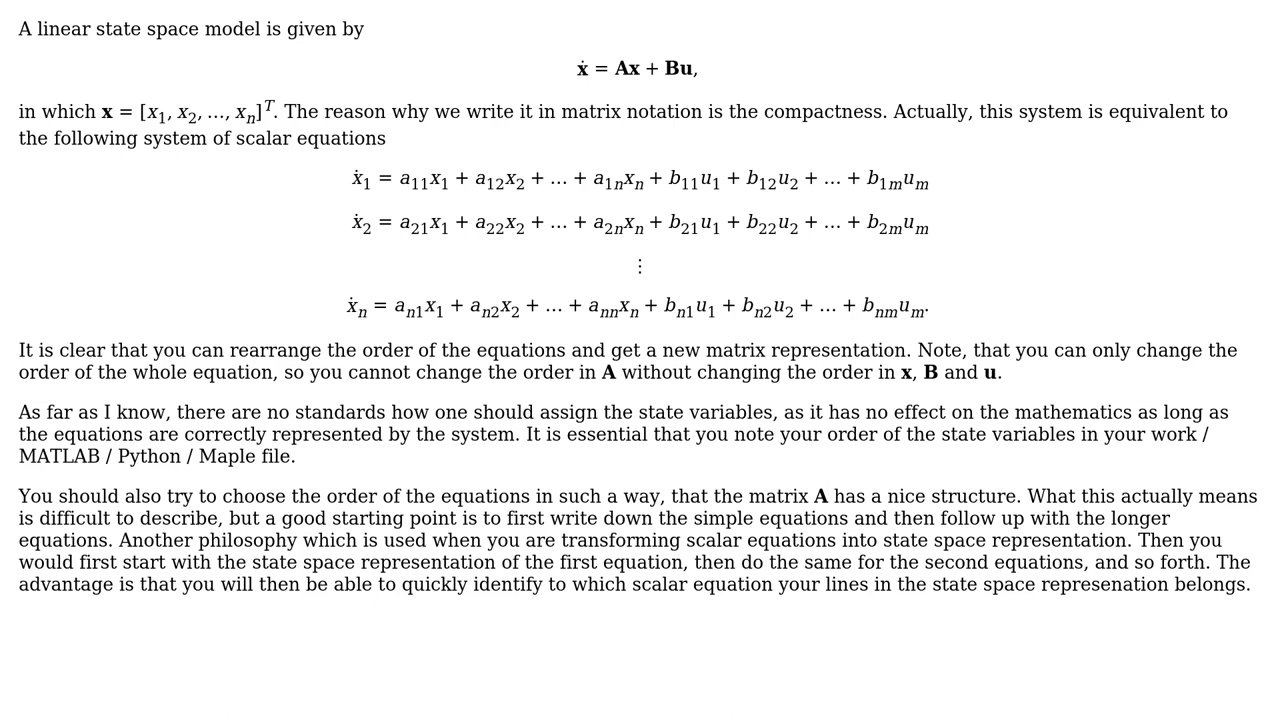 A linear state space model is given by
ẋ = Ax + Bu,
in which x = [x₁, x₂, …, xₙ]ᵀ. The reason why we write it in matrix notation is the compactness. Actually, this system is equivalent to
the following system of scalar equations
ẋ₁ = a₁₁x₁ + a₁₂x₂ + … + a₁ₙxₙ + b₁₁u₁ + b₁₂u₂ + … + b₁ₘuₘ
ẋ₂ = a₂₁x₁ + a₂₂x₂ + … + a₂ₙxₙ + b₂₁u₁ + b₂₂u₂ + … + b₂ₘuₘ
⋮
ẋₙ = aₙ₁x₁ + aₙ₂x₂ + … + aₙₙxₙ + bₙ₁u₁ + bₙ₂u₂ + … + bₙₘuₘ.
It is clear that you can rearrange the order of the equations and get a new matrix representation. Note, that you can only change the
order of the whole equation, so you cannot change the order in A without changing the order in x, B and u.
As far as I know, there are no standards how one should assign the state variables, as it has no effect on the mathematics as long as
the equations are correctly represented by the system. It is essential that you note your order of the state variables in your work /
MATLAB / Python / Maple file.
You should also try to choose the order of the equations in such a way, that the matrix A has a nice structure. What this actually means
is difficult to describe, but a good starting point is to first write down the simple equations and then follow up with the longer
equations. Another philosophy which is used when you are transforming scalar equations into state space representation. Then you
would first start with the state space representation of the first equation, then do the same for the second equations, and so forth. The
advantage is that you will then be able to quickly identify to which scalar equation your lines in the state space represenation belongs.